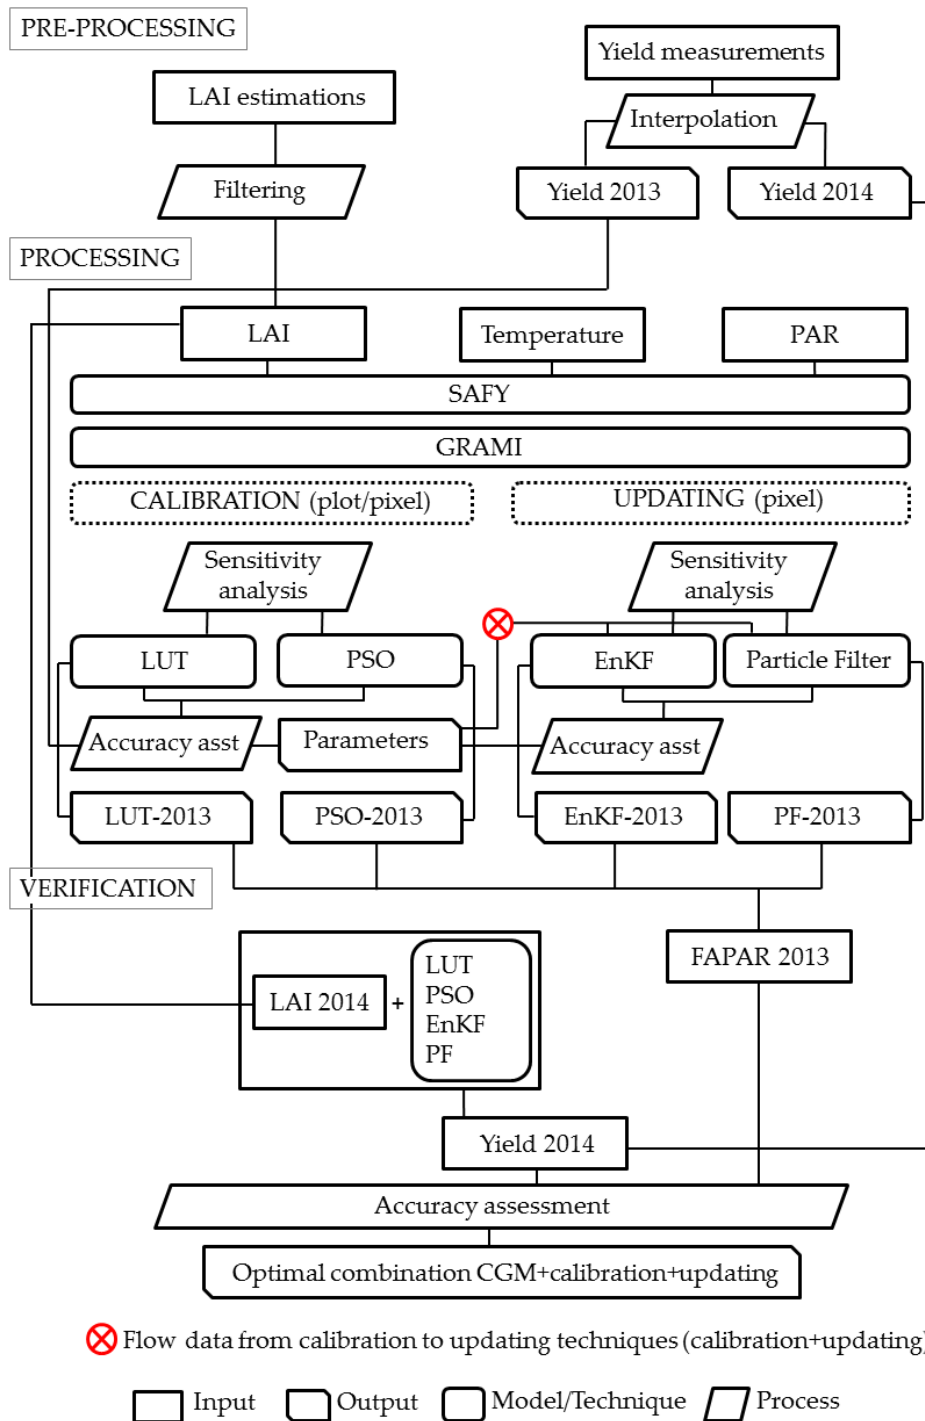 PRE-PROCESSING
Yield measurements
LAI estimations
Interpolation
Filtering
Yield 2013
Yield 2014
PROCESSING
LAI
Temperature
PAR
SAFY
GRAMI
CALIBRATION (plot/pixel)
UPDATING (pixel)
Sensitivity
analysis
Sensitivity
analysis
LUT
PSO
EnKF
Particle Filter
Accuracy asst
Parameters
Accuracy asst
LUT-2013
PSO-2013
EnKF-2013
PF-2013
VERIFICATION
FAPAR 2013
LAI 2014
+
LUT
PSO
EnKF
PF
Yield 2014
Accuracy assessment
Optimal combination CGM+calibration+updating
Flow data from calibration to updating techniques (calibration+updating)
Input
Output
Model/Technique
Process